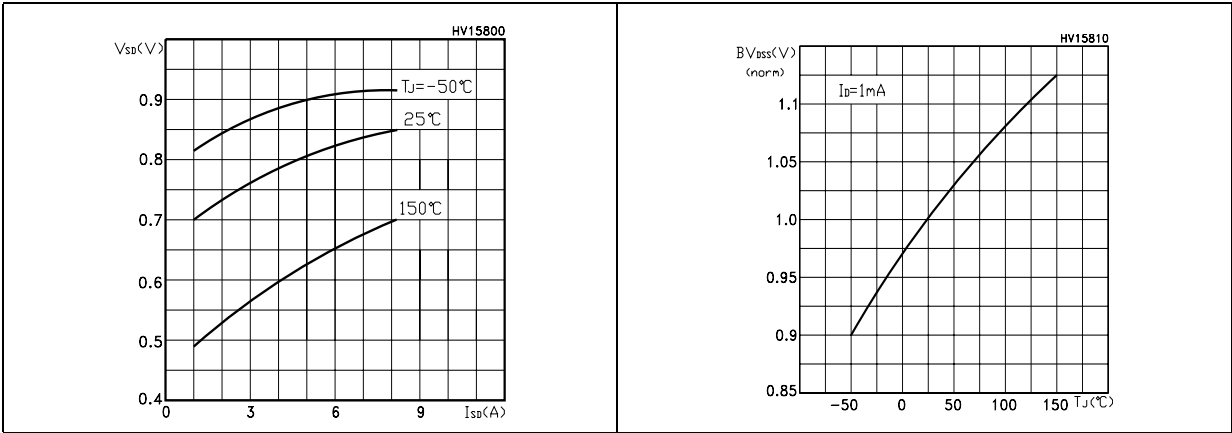 HV15800
VSD(V)
TJ=-50°C
0.9
25°C
0.8
0.7
150°C
0.6
0.5
0.4
0 3 6 9 ISD(A)
HV15810
BVDSS(V)
(norm)
ID=1mA
1.1
1.05
1.0
0.95
0.9
0.85
-50 0 50 100 150 TJ(°C)